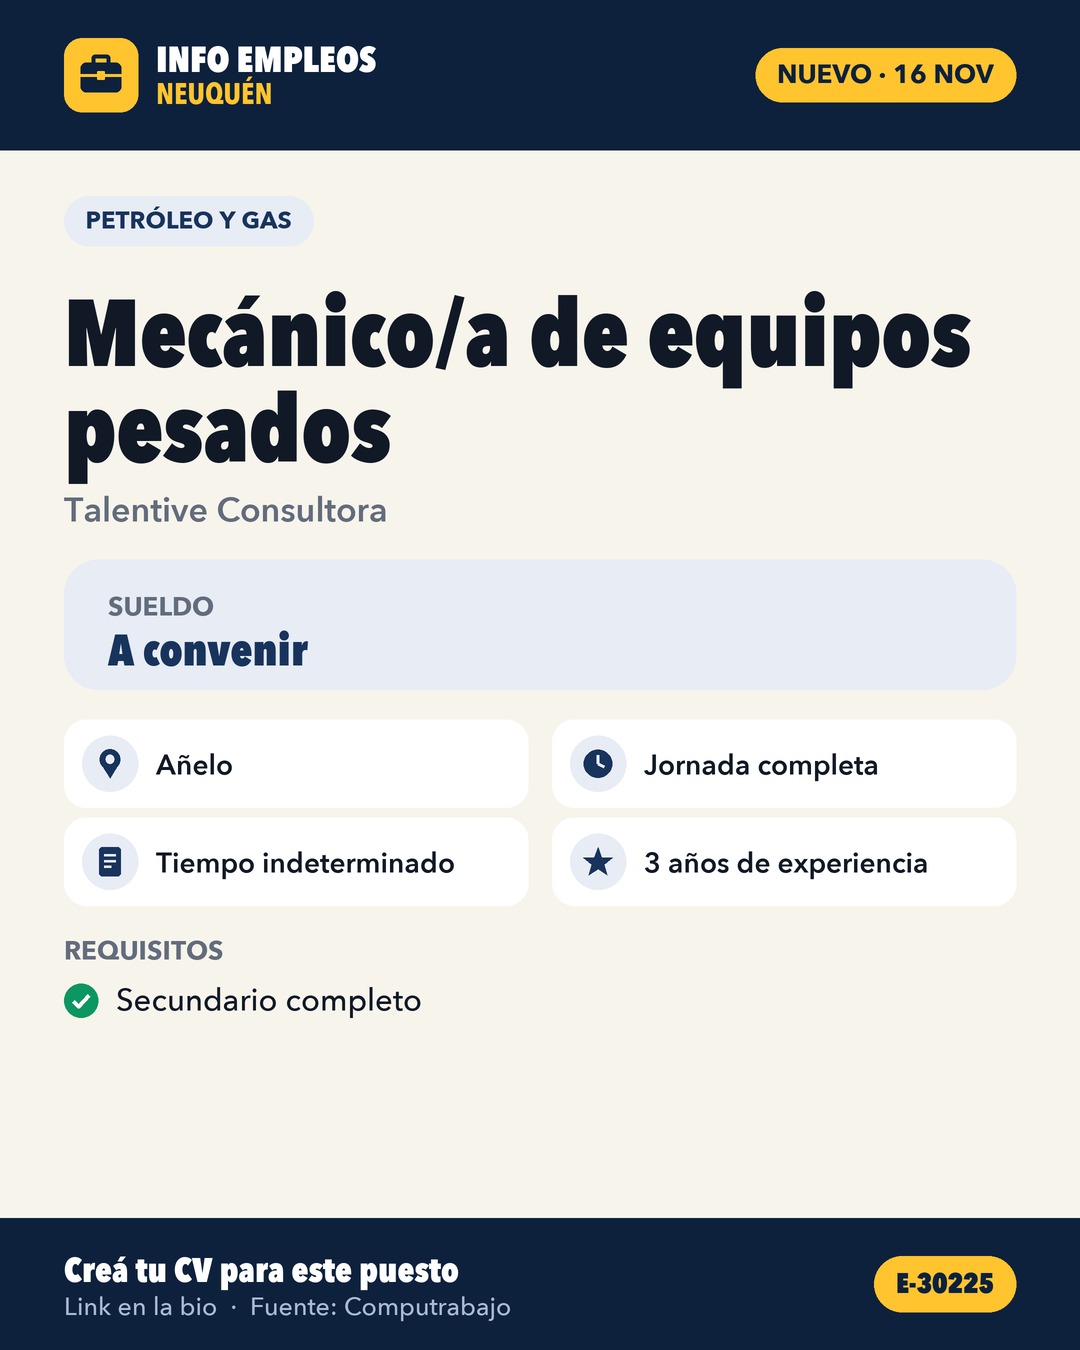 INFO EMPLEOS
NEUQUÉN
NUEVO · 16 NOV
PETRÓLEO Y GAS
Mecánico/a de equipos
pesados
Talentive Consultora
SUELDO
A convenir
Añelo
Jornada completa
Tiempo indeterminado
3 años de experiencia
REQUISITOS
Secundario completo
Creá tu CV para este puesto
Link en la bio · Fuente: Computrabajo
E-30225